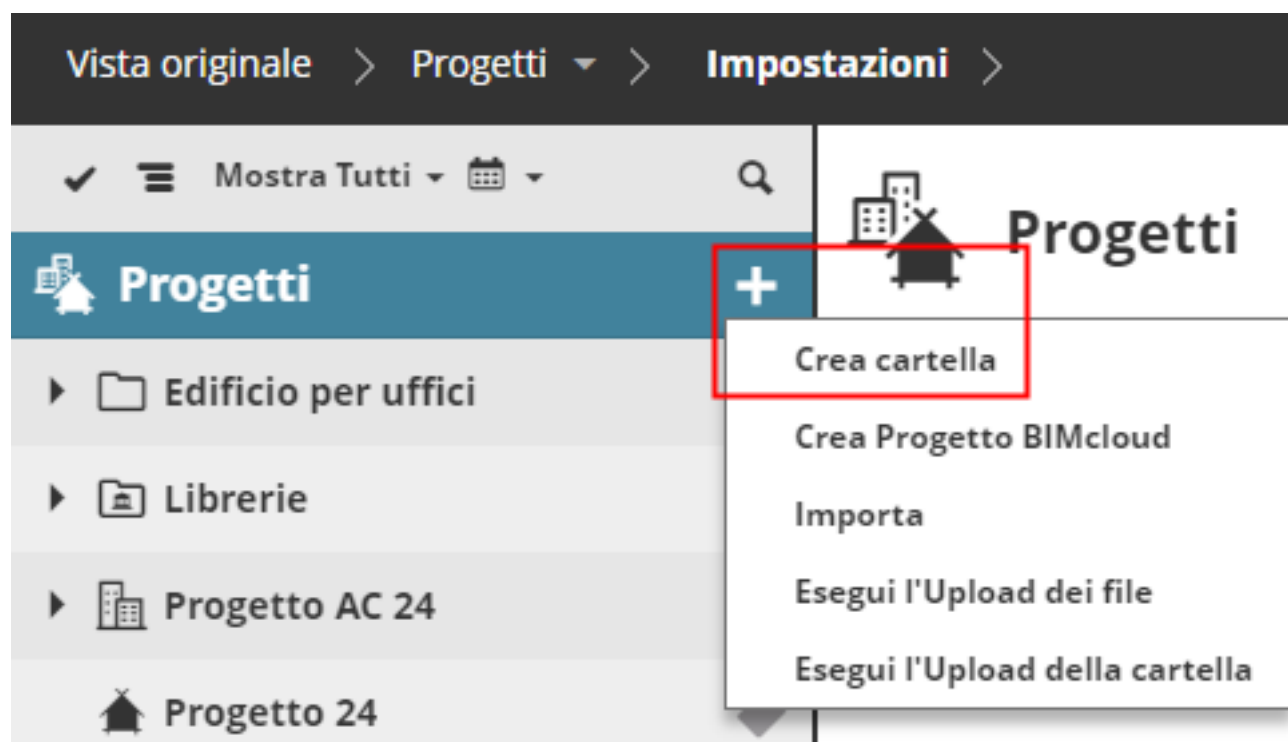 Vista originale > Progetti > Impostazioni >
Mostra Tutti
Progetti
Progetti +
Crea cartella
Edificio per uffici
Crea Progetto BIMcloud
Librerie
Importa
Progetto AC 24
Esegui l'Upload dei file
Esegui l'Upload della cartella
Progetto 24